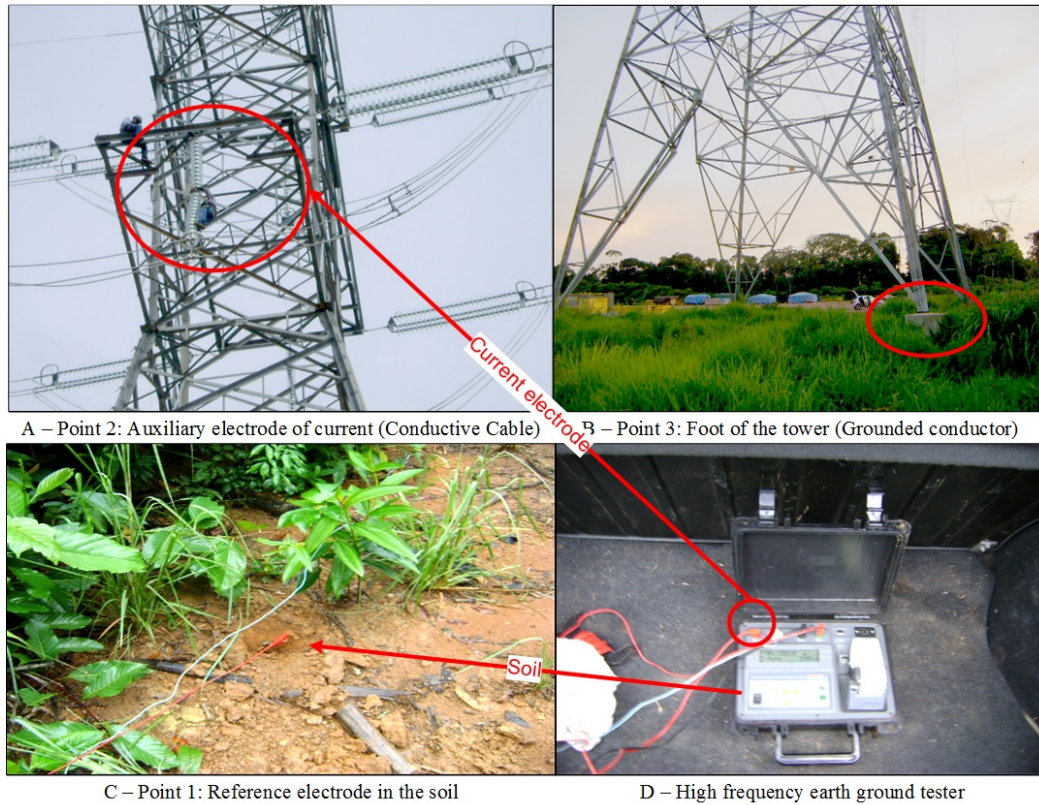 Current electrode
A – Point 2: Auxiliary electrode of current (Conductive Cable)
B – Point 3: Foot of the tower (Grounded conductor)
Soil
C – Point 1: Reference electrode in the soil
D – High frequency earth ground tester